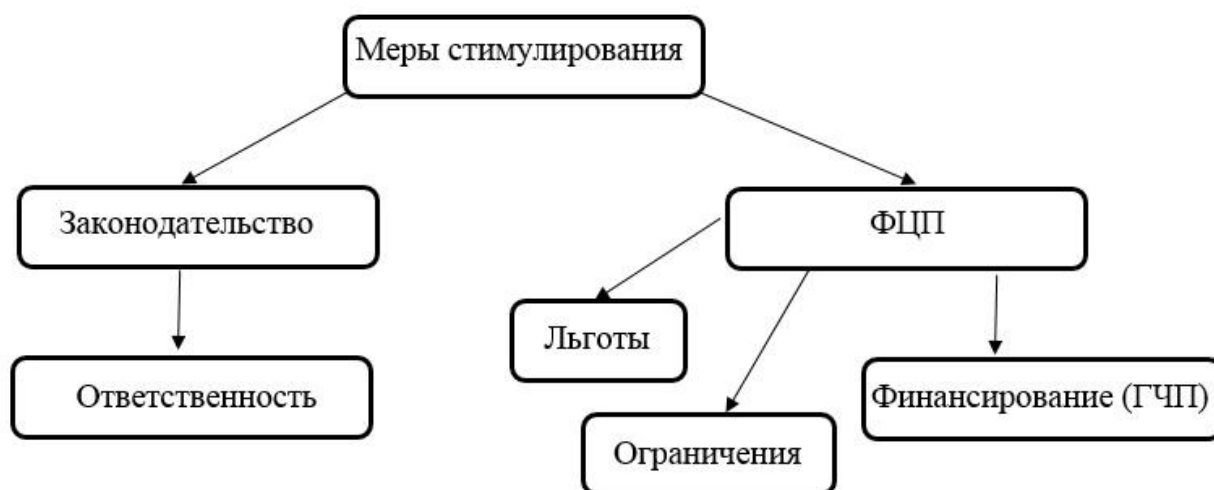 Меры стимулирования
Законодательство
ФЦП
Льготы
Ответственность
Финансирование (ГЧП)
Ограничения